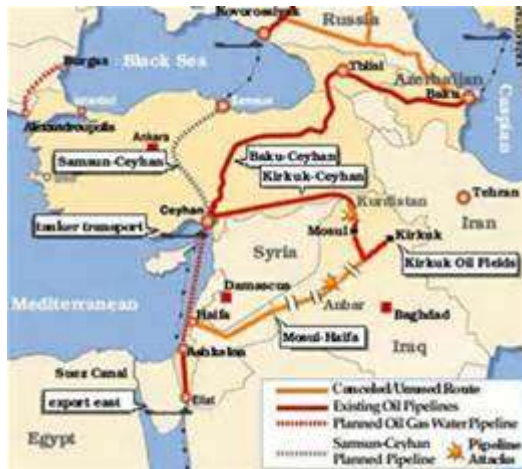 Novorossiysk
Russia
Burgas
Black Sea
Tbilisi
Azerbaijan
Baku
Caspian
Istanbul
Alexandroupolis
Samsun
Ankara
Samsun-Ceyhan
Baku-Ceyhan
Kirkuk-Ceyhan
Tehran
Ceyhan
Kurdistan
Iran
tanker transport
Mosul
Kirkuk
Syria
Kirkuk Oil Fields
Damascus
Mediterranean
Anbar
Haifa
Baghdad
Mosul-Haifa
Ashkelon
Iraq
Suez Canal
export east
Eilat
Egypt
Canceled/Unused Route
Existing Oil Pipelines
Planned Oil Gas Water Pipeline
Samsun-Ceyhan
Planned Pipeline
Pipeline
Attacks